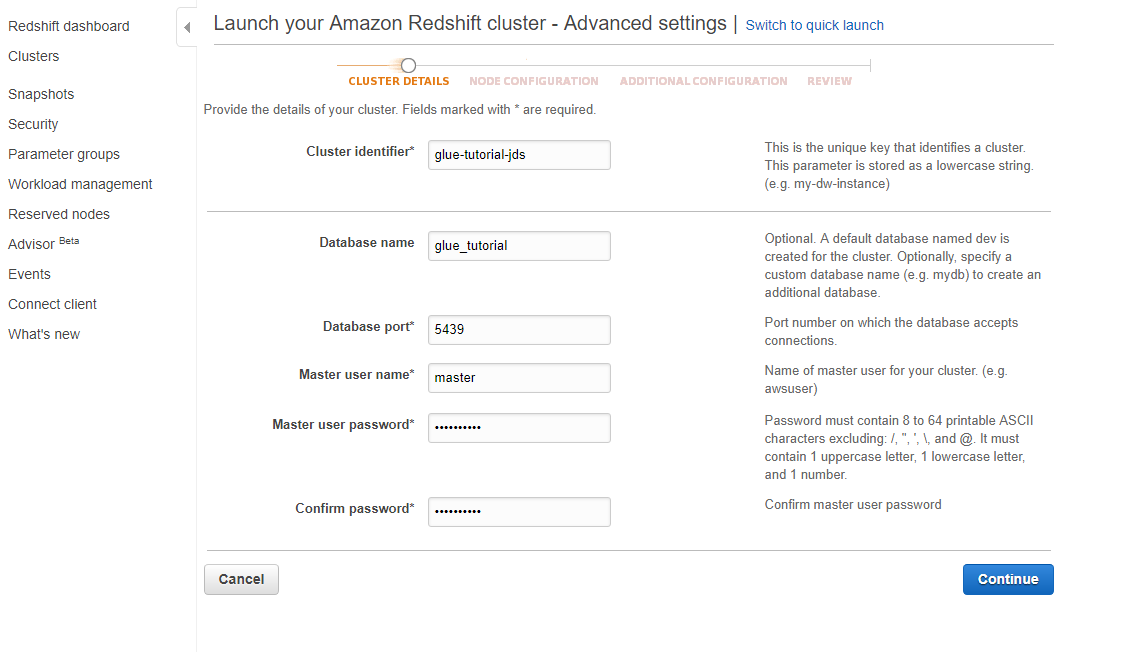 Redshift dashboard
Clusters
Snapshots
Security
Parameter groups
Workload management
Reserved nodes
Advisor Beta
Events
Connect client
What's new
Launch your Amazon Redshift cluster - Advanced settings | Switch to quick launch
CLUSTER DETAILS NODE CONFIGURATION ADDITIONAL CONFIGURATION REVIEW
Provide the details of your cluster. Fields marked with * are required.
Cluster identifier* glue-tutorial-jds
This is the unique key that identifies a cluster.
This parameter is stored as a lowercase string.
(e.g. my-dw-instance)
Database name glue_tutorial
Optional. A default database named dev is
created for the cluster. Optionally, specify a
custom database name (e.g. mydb) to create an
additional database.
Database port* 5439
Port number on which the database accepts
connections.
Master user name* master
Name of master user for your cluster. (e.g.
awsuser)
Master user password* ••••••••••
Password must contain 8 to 64 printable ASCII
characters excluding: /, ", ', \, and @. It must
contain 1 uppercase letter, 1 lowercase letter,
and 1 number.
Confirm password* ••••••••••
Confirm master user password
Cancel
Continue